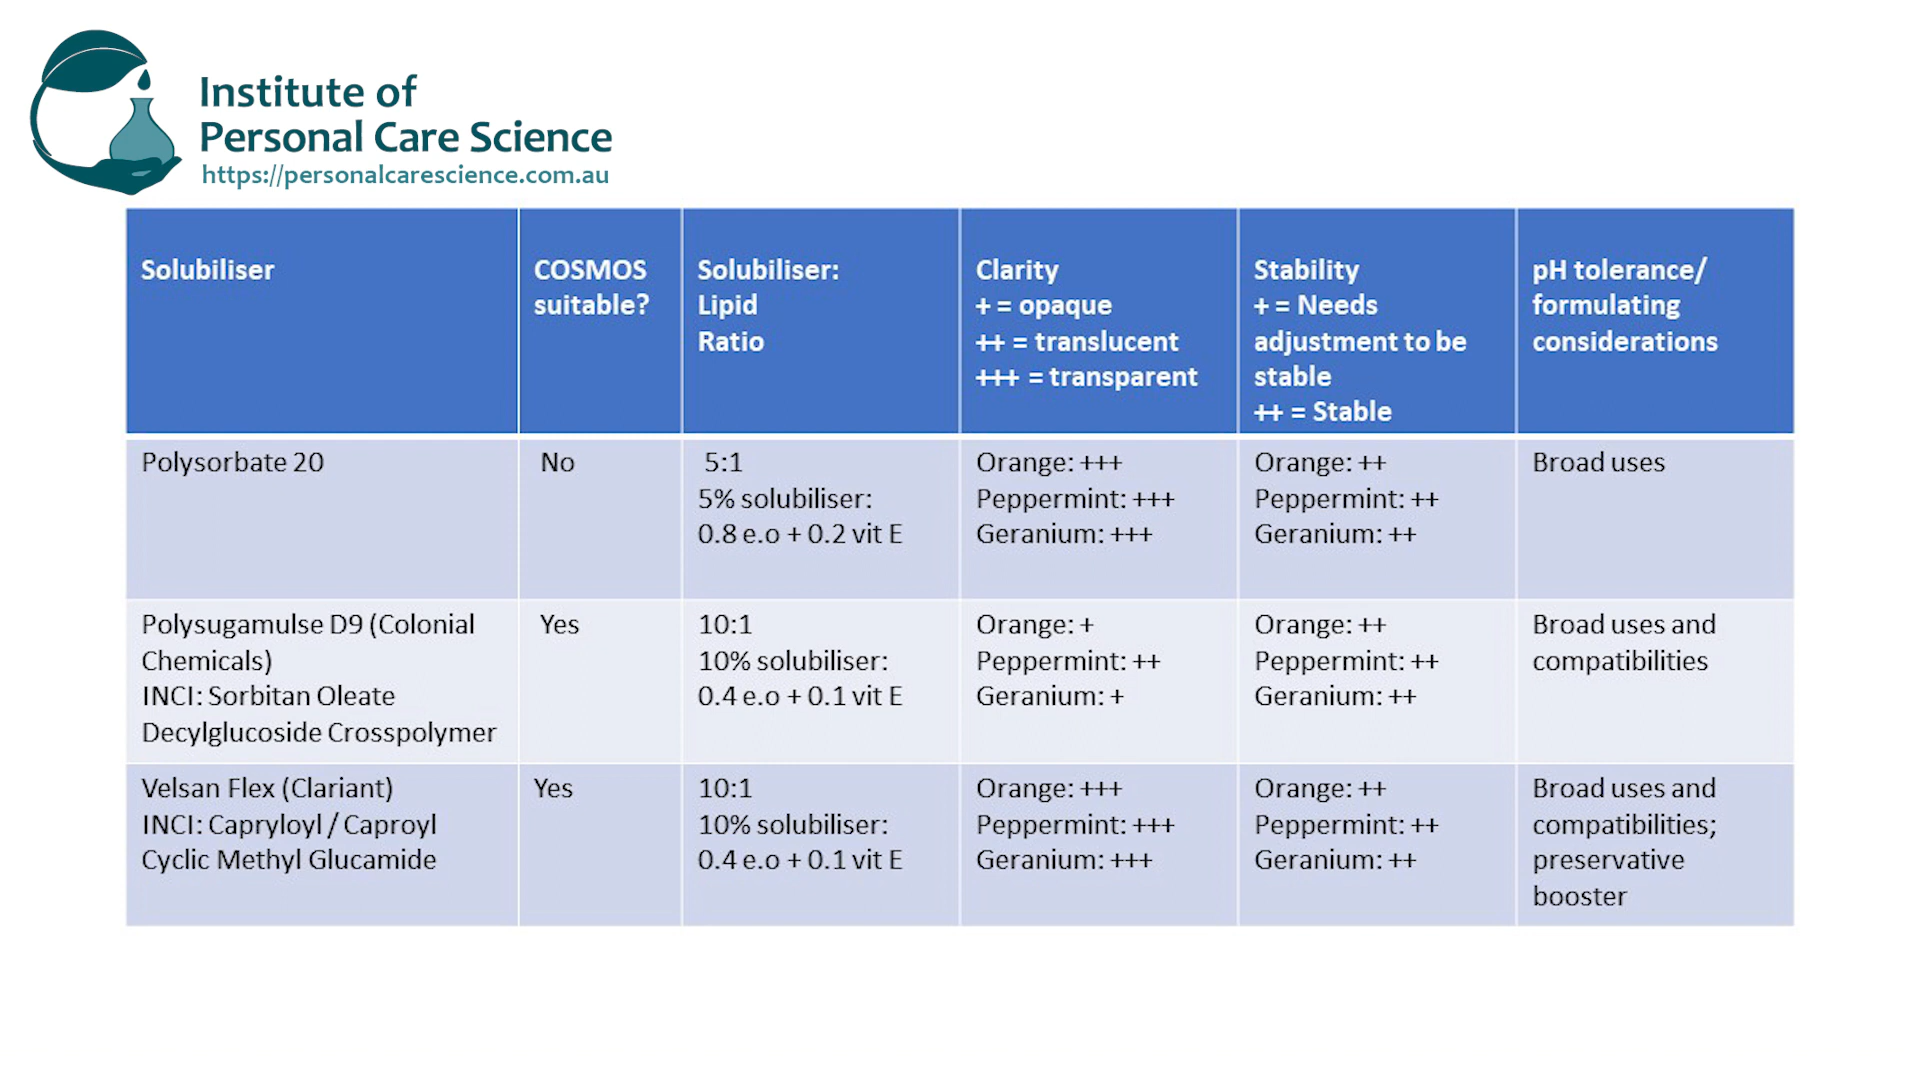 Institute of
Personal Care Science
https://personalcarescience.com.au
Solubiliser
COSMOS
suitable?
Solubiliser:
Lipid
Ratio
Clarity
+ = opaque
++ = translucent
+++ = transparent
Stability
+ = Needs
adjustment to be
stable
++ = Stable
pH tolerance/
formulating
considerations
Polysorbate 20
No
5:1
5% solubiliser:
0.8 e.o + 0.2 vit E
Orange: +++
Peppermint: +++
Geranium: +++
Orange: ++
Peppermint: ++
Geranium: ++
Broad uses
Polysugamulse D9 (Colonial
Chemicals)
INCI: Sorbitan Oleate
Decylglucoside Crosspolymer
Yes
10:1
10% solubiliser:
0.4 e.o + 0.1 vit E
Orange: +
Peppermint: ++
Geranium: +
Orange: ++
Peppermint: ++
Geranium: ++
Broad uses and
compatibilities
Velsan Flex (Clariant)
INCI: Capryloyl / Caproyl
Cyclic Methyl Glucamide
Yes
10:1
10% solubiliser:
0.4 e.o + 0.1 vit E
Orange: +++
Peppermint: +++
Geranium: +++
Orange: ++
Peppermint: ++
Geranium: ++
Broad uses and
compatibilities;
preservative
booster